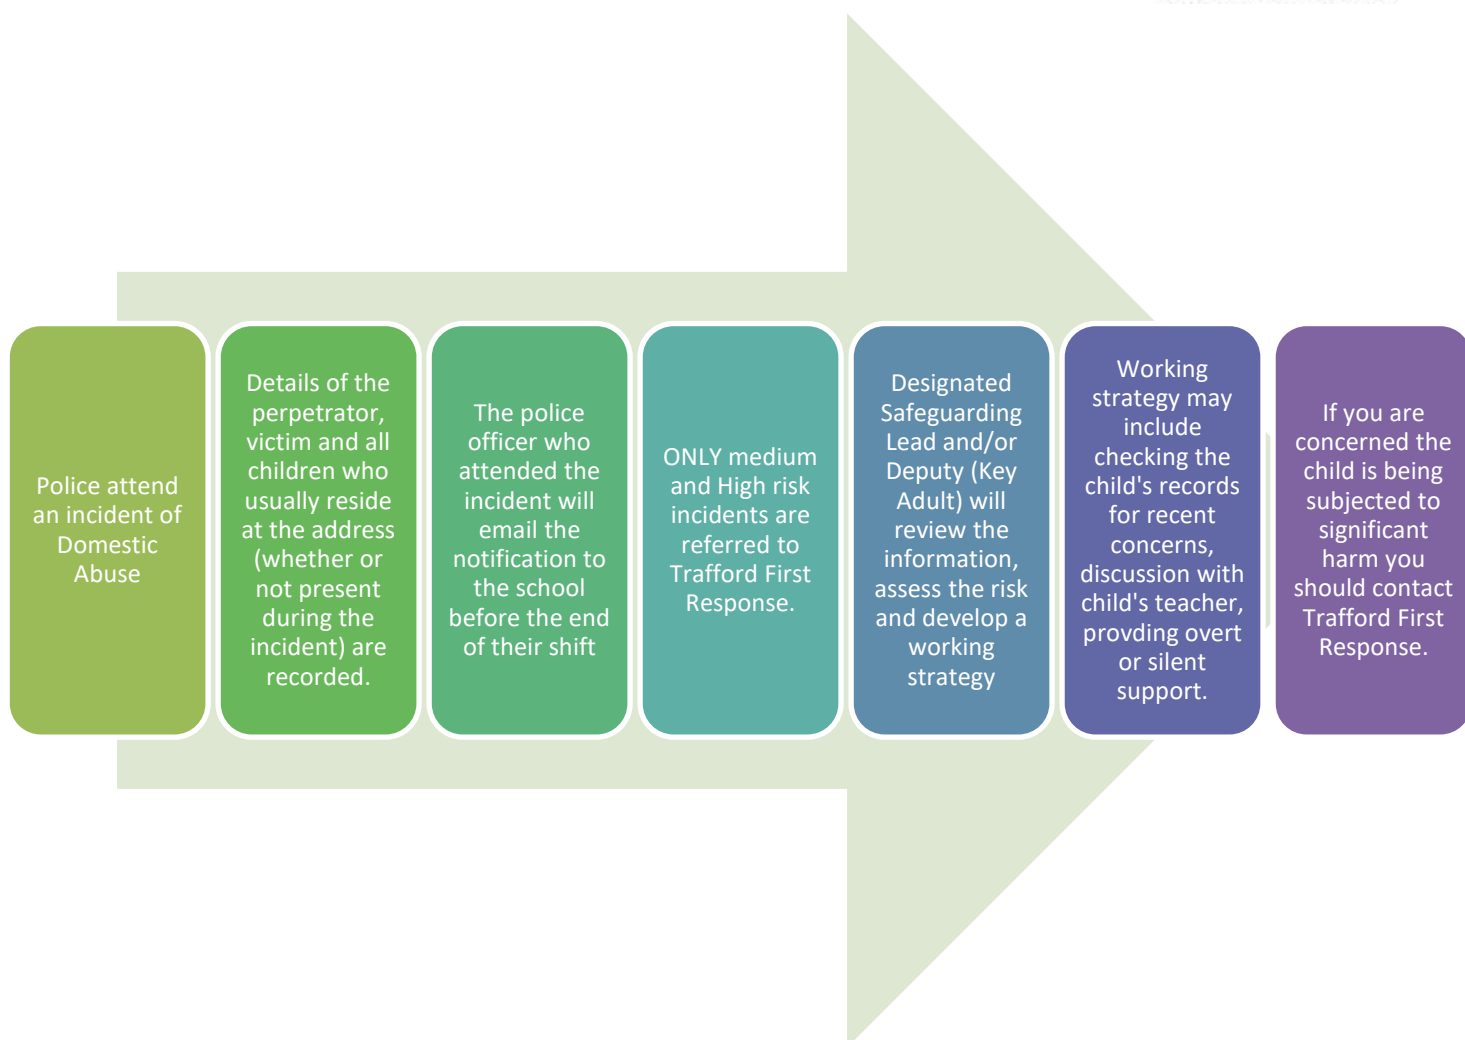 Police attend
an incident of
Domestic
Abuse
Details of the
perpetrator,
victim and all
children who
usually reside
at the address
(whether or
not present
during the
incident) are
recorded.
The police
officer who
attended the
incident will
email the
notification to
the school
before the end
of their shift
ONLY medium
and High risk
incidents are
referred to
Trafford First
Response.
Designated
Safeguarding
Lead and/or
Deputy (Key
Adult) will
review the
information,
assess the risk
and develop a
working
strategy
Working
strategy may
include
checking the
child's records
for recent
concerns,
discussion with
child's teacher,
provding overt
or silent
support.
If you are
concerned the
child is being
subjected to
significant
harm you
should contact
Trafford First
Response.